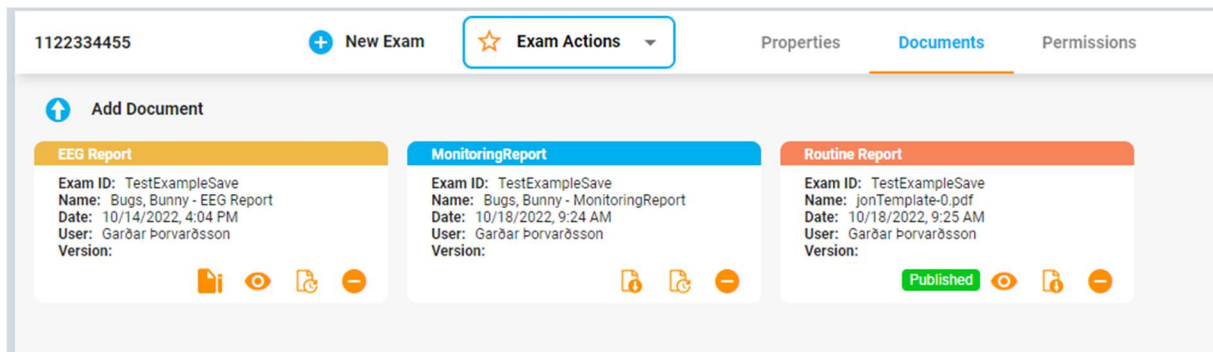 1122334455
New Exam
Exam Actions
Properties
Documents
Permissions
Add Document
EEG Report
Exam ID: TestExampleSave
Name: Bugs, Bunny - EEG Report
Date: 10/14/2022, 4:04 PM
User: Garðar Þorvarðsson
Version:
MonitoringReport
Exam ID: TestExampleSave
Name: Bugs, Bunny - MonitoringReport
Date: 10/18/2022, 9:24 AM
User: Garðar Þorvarðsson
Version:
Routine Report
Exam ID: TestExampleSave
Name: jonTemplate-0.pdf
Date: 10/18/2022, 9:25 AM
User: Garðar Þorvarðsson
Version:
Published